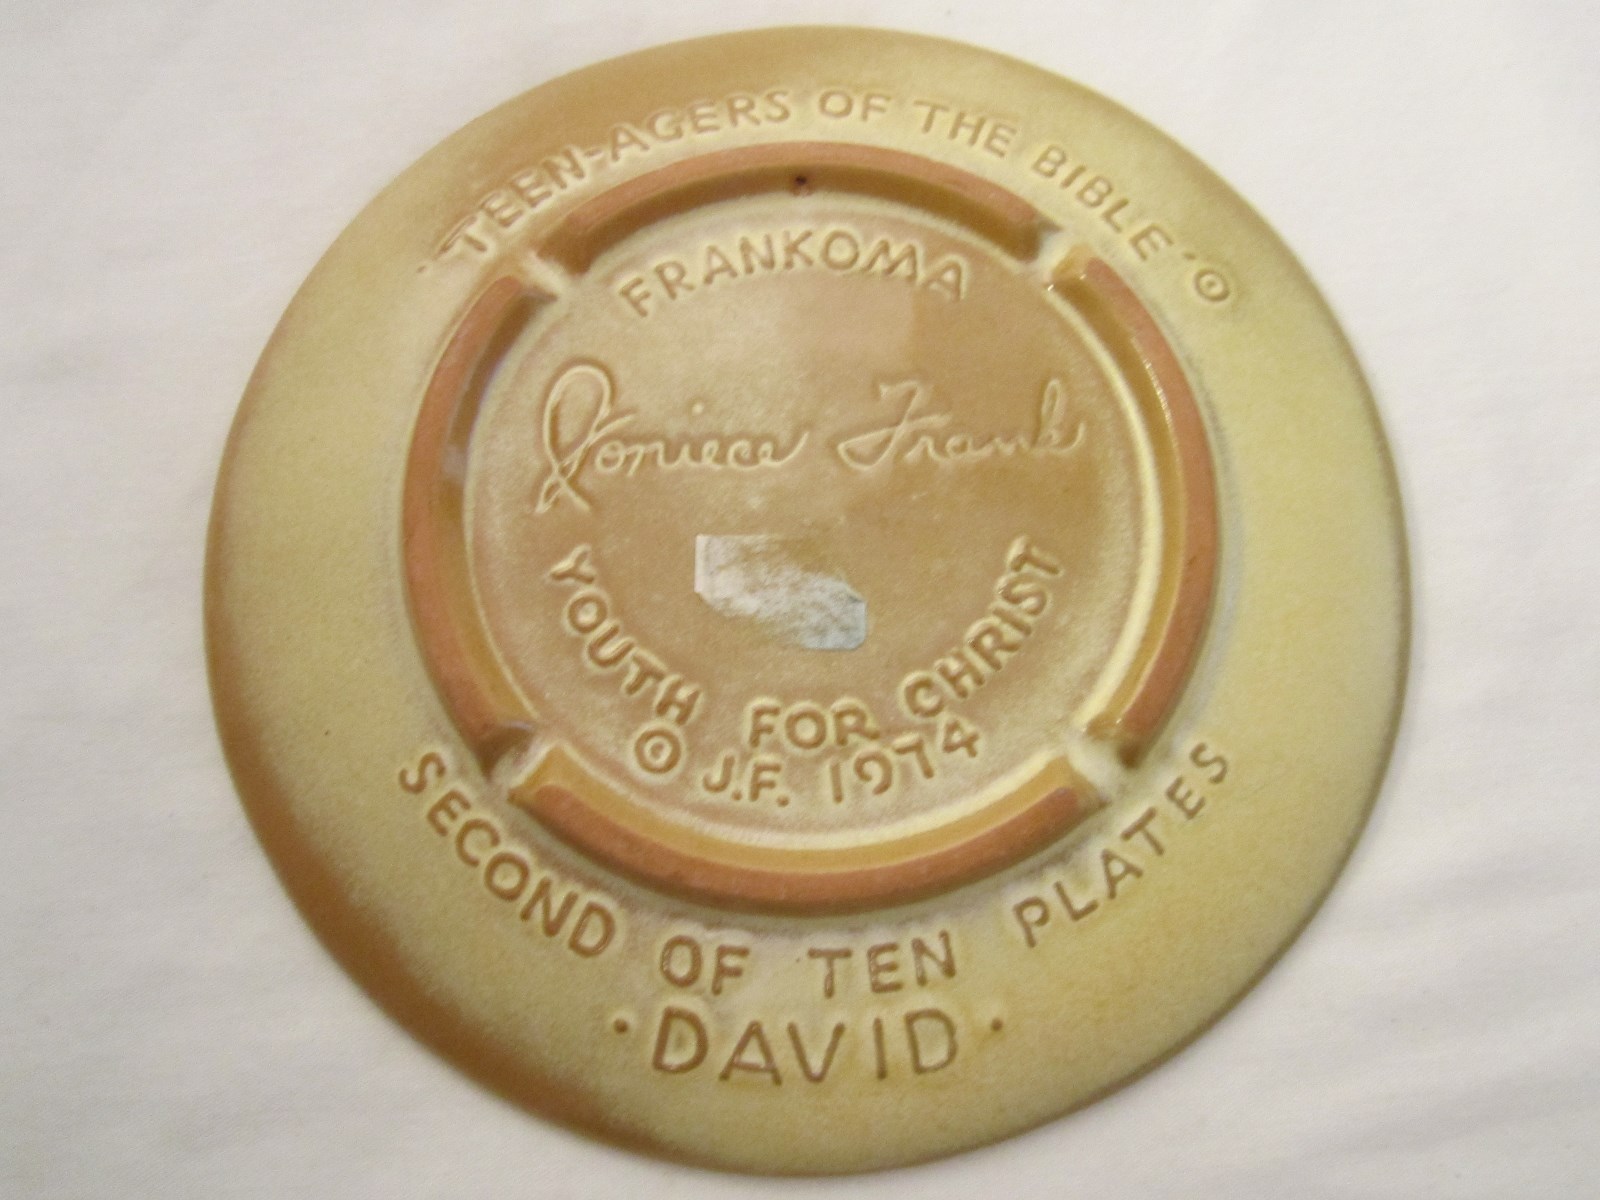 "TEEN-AGERS OF THE BIBLE" ©
FRANKOMA
Joniece Frank
YOUTH FOR CHRIST
© J.F. 1974
SECOND OF TEN PLATES
·DAVID·